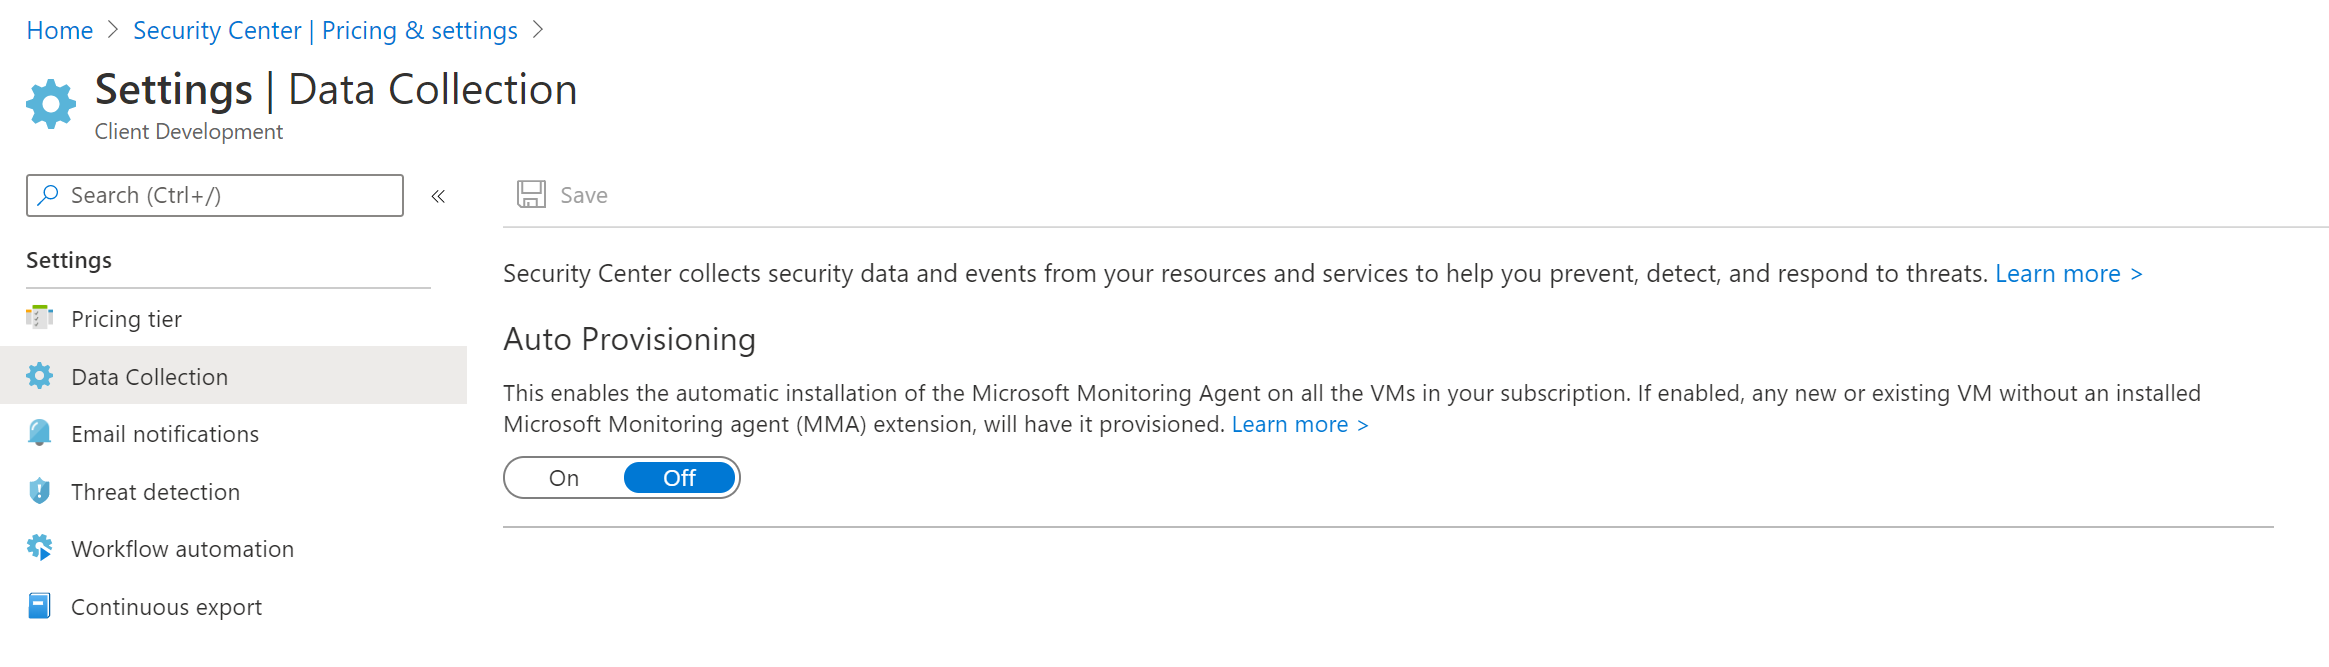 Home > Security Center | Pricing & settings >
Settings | Data Collection
Client Development
Search (Ctrl+/)
«
Save
Settings
Pricing tier
Data Collection
Email notifications
Threat detection
Workflow automation
Continuous export
Security Center collects security data and events from your resources and services to help you prevent, detect, and respond to threats. Learn more >
Auto Provisioning
This enables the automatic installation of the Microsoft Monitoring Agent on all the VMs in your subscription. If enabled, any new or existing VM without an installed
Microsoft Monitoring agent (MMA) extension, will have it provisioned. Learn more >
On Off